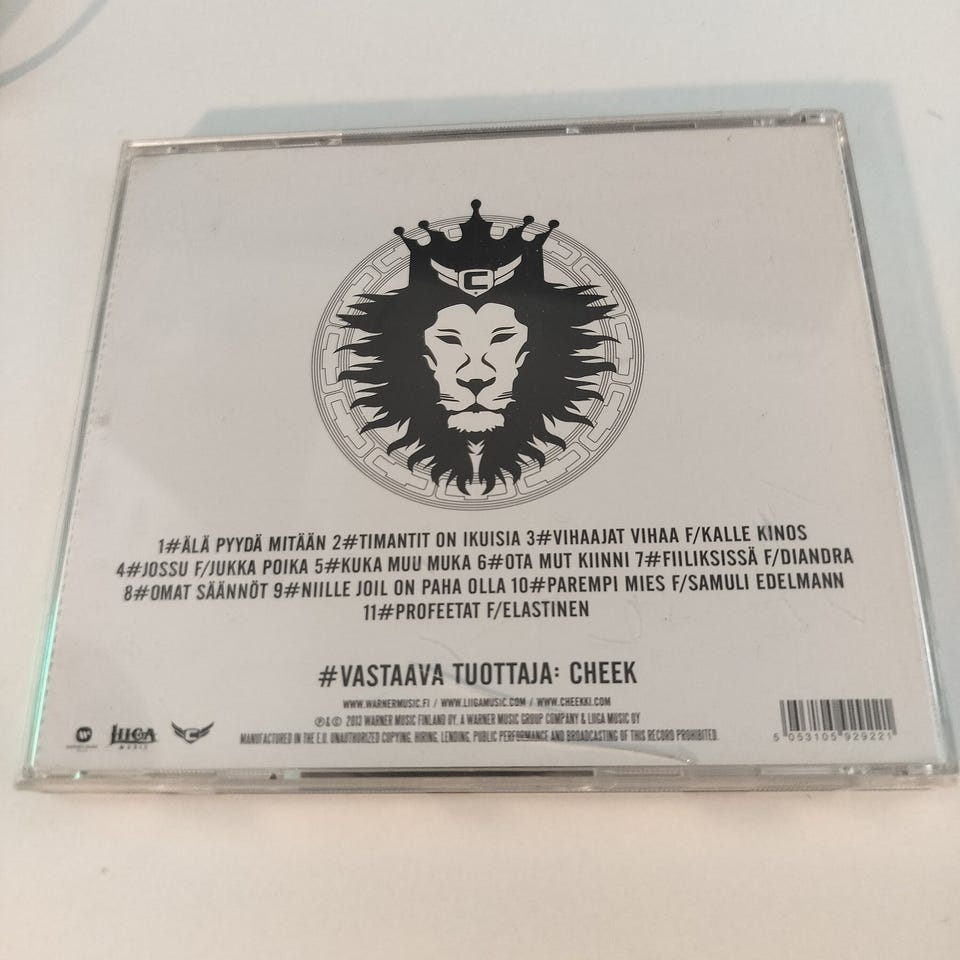 C
1#ÄLÄ PYYDÄ MITÄÄN 2#TIMANTIT ON IKUISIA 3#VIHAAJAT VIHAA F/KALLE KINOS
4#JOSSU F/JUKKA POIKA 5#KUKA MUU MUKA 6#OTA MUT KIINNI 7#FIILIKSISSÄ F/DIANDRA
8#OMAT SÄÄNNÖT 9#NIILLE JOIL ON PAHA OLLA 10#PAREMPI MIES F/SAMULI EDELMANN
11#PROFEETAT F/ELASTINEN
#VASTAAVA TUOTTAJA: CHEEK
WWW.WARNERMUSIC.FI / WWW.LIIGAMUSIC.COM / WWW.CHEEKKI.COM
℗&© 2013 WARNER MUSIC FINLAND OY. A WARNER MUSIC GROUP COMPANY & LIIGA MUSIC OY
MANUFACTURED IN THE E.U. UNAUTHORIZED COPYING, HIRING, LENDING, PUBLIC PERFORMANCE AND BROADCASTING OF THIS RECORD PROHIBITED.
LIIGA
MUSIC
C
5 053105 929221